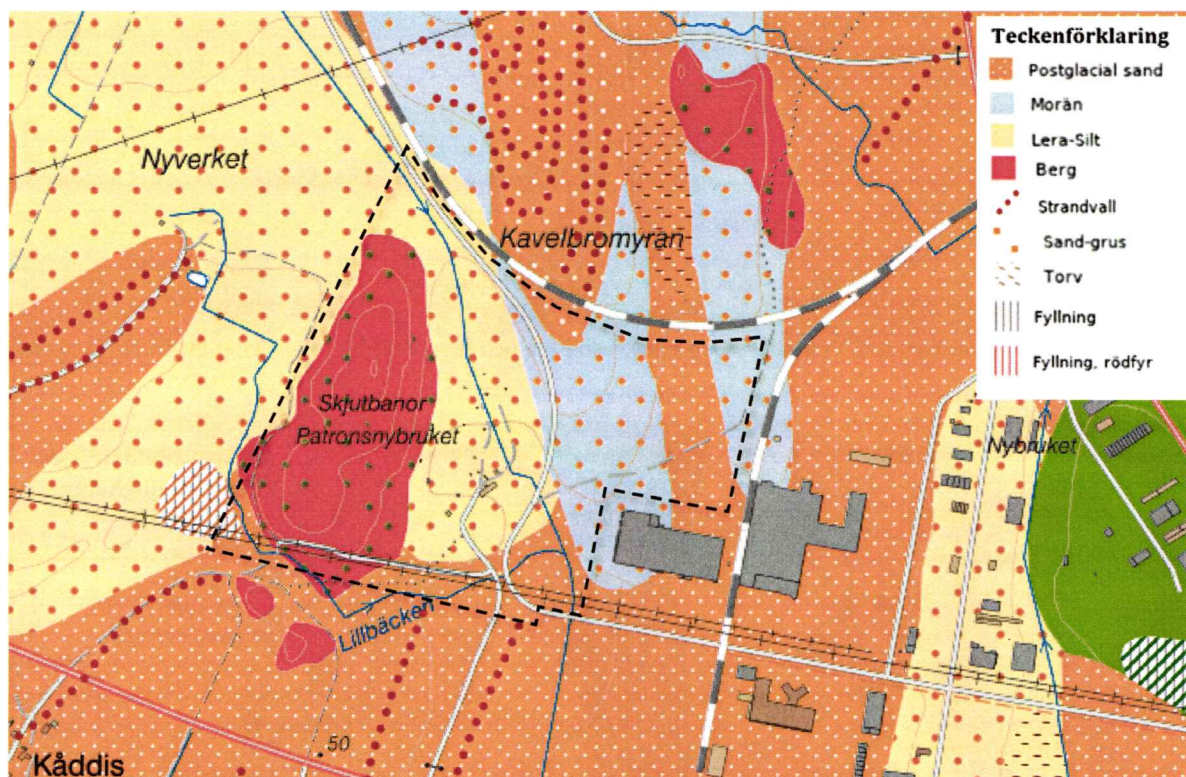 Teckenförklaring
Postglacial sand
Morän
Lera-Silt
Berg
Strandvall
Sand-grus
Torv
Fyllning
Fyllning, rödfyr
Nyverket
Kavelbromyran
Skjutbanor
Patronsnybruket
Nybruket
Lillbäcken
50
Kåddis